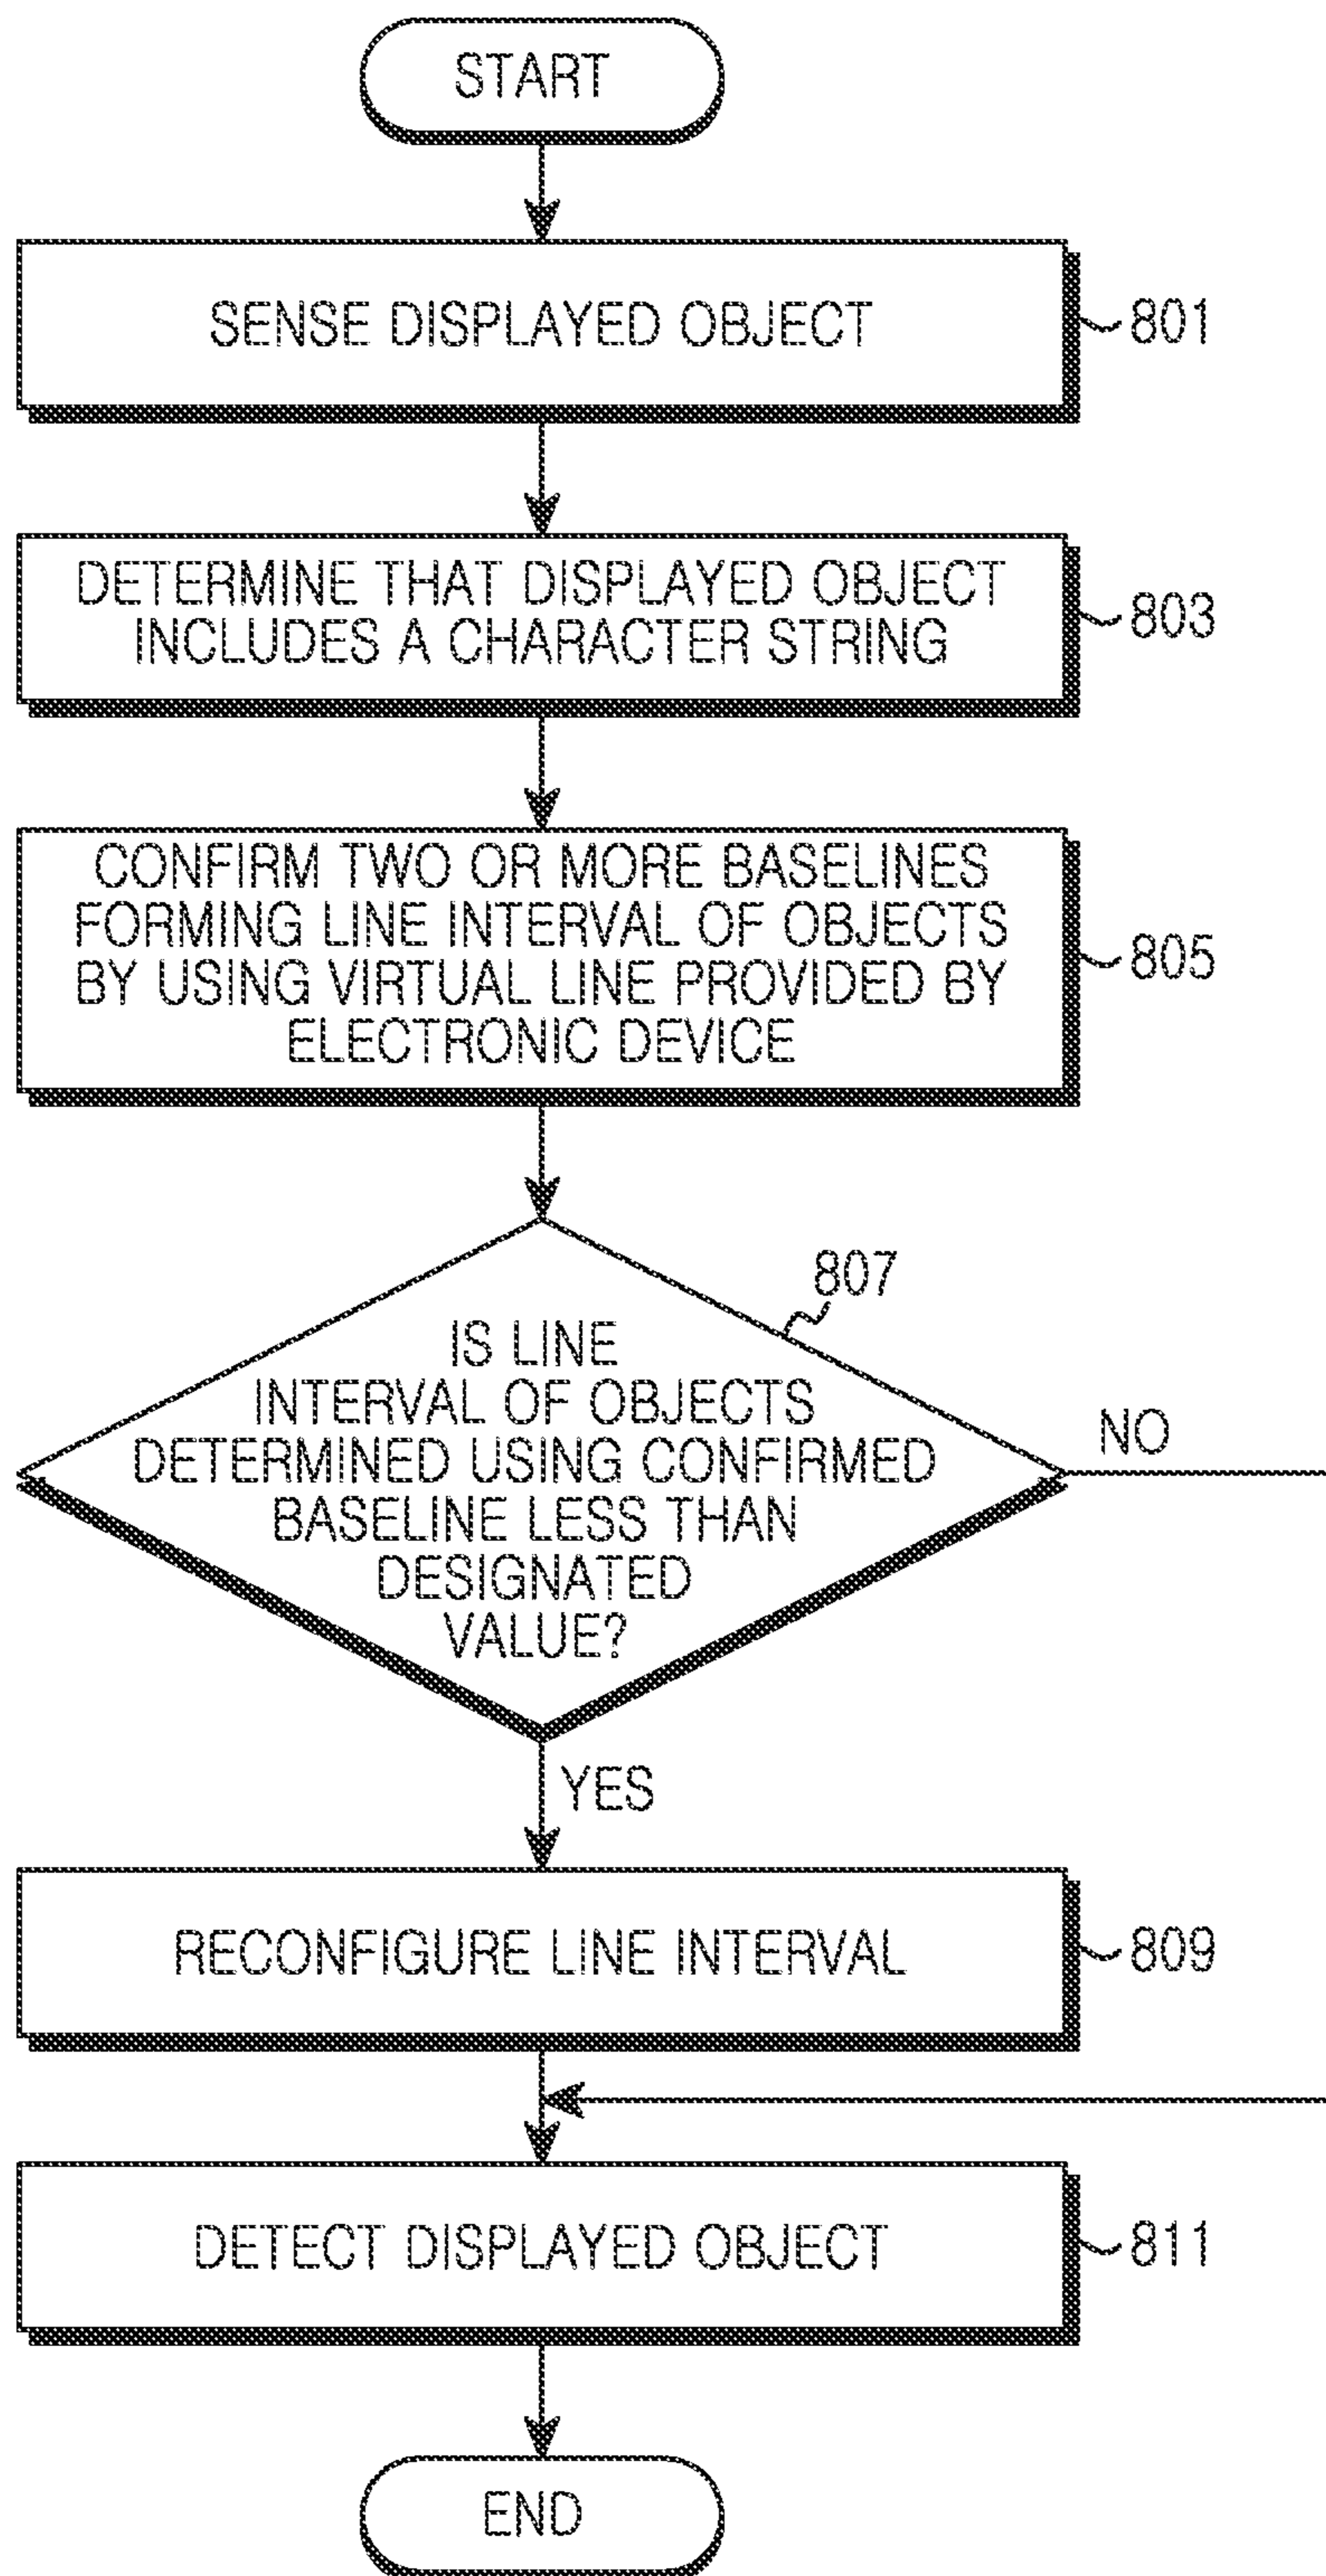 START
SENSE DISPLAYED OBJECT
801
DETERMINE THAT DISPLAYED OBJECT
INCLUDES A CHARACTER STRING
803
CONFIRM TWO OR MORE BASELINES
FORMING LINE INTERVAL OF OBJECTS
BY USING VIRTUAL LINE PROVIDED BY
ELECTRONIC DEVICE
805
807
IS LINE
INTERVAL OF OBJECTS
DETERMINED USING CONFIRMED
BASELINE LESS THAN
DESIGNATED
VALUE?
NO
YES
RECONFIGURE LINE INTERVAL
809
DETECT DISPLAYED OBJECT
811
END